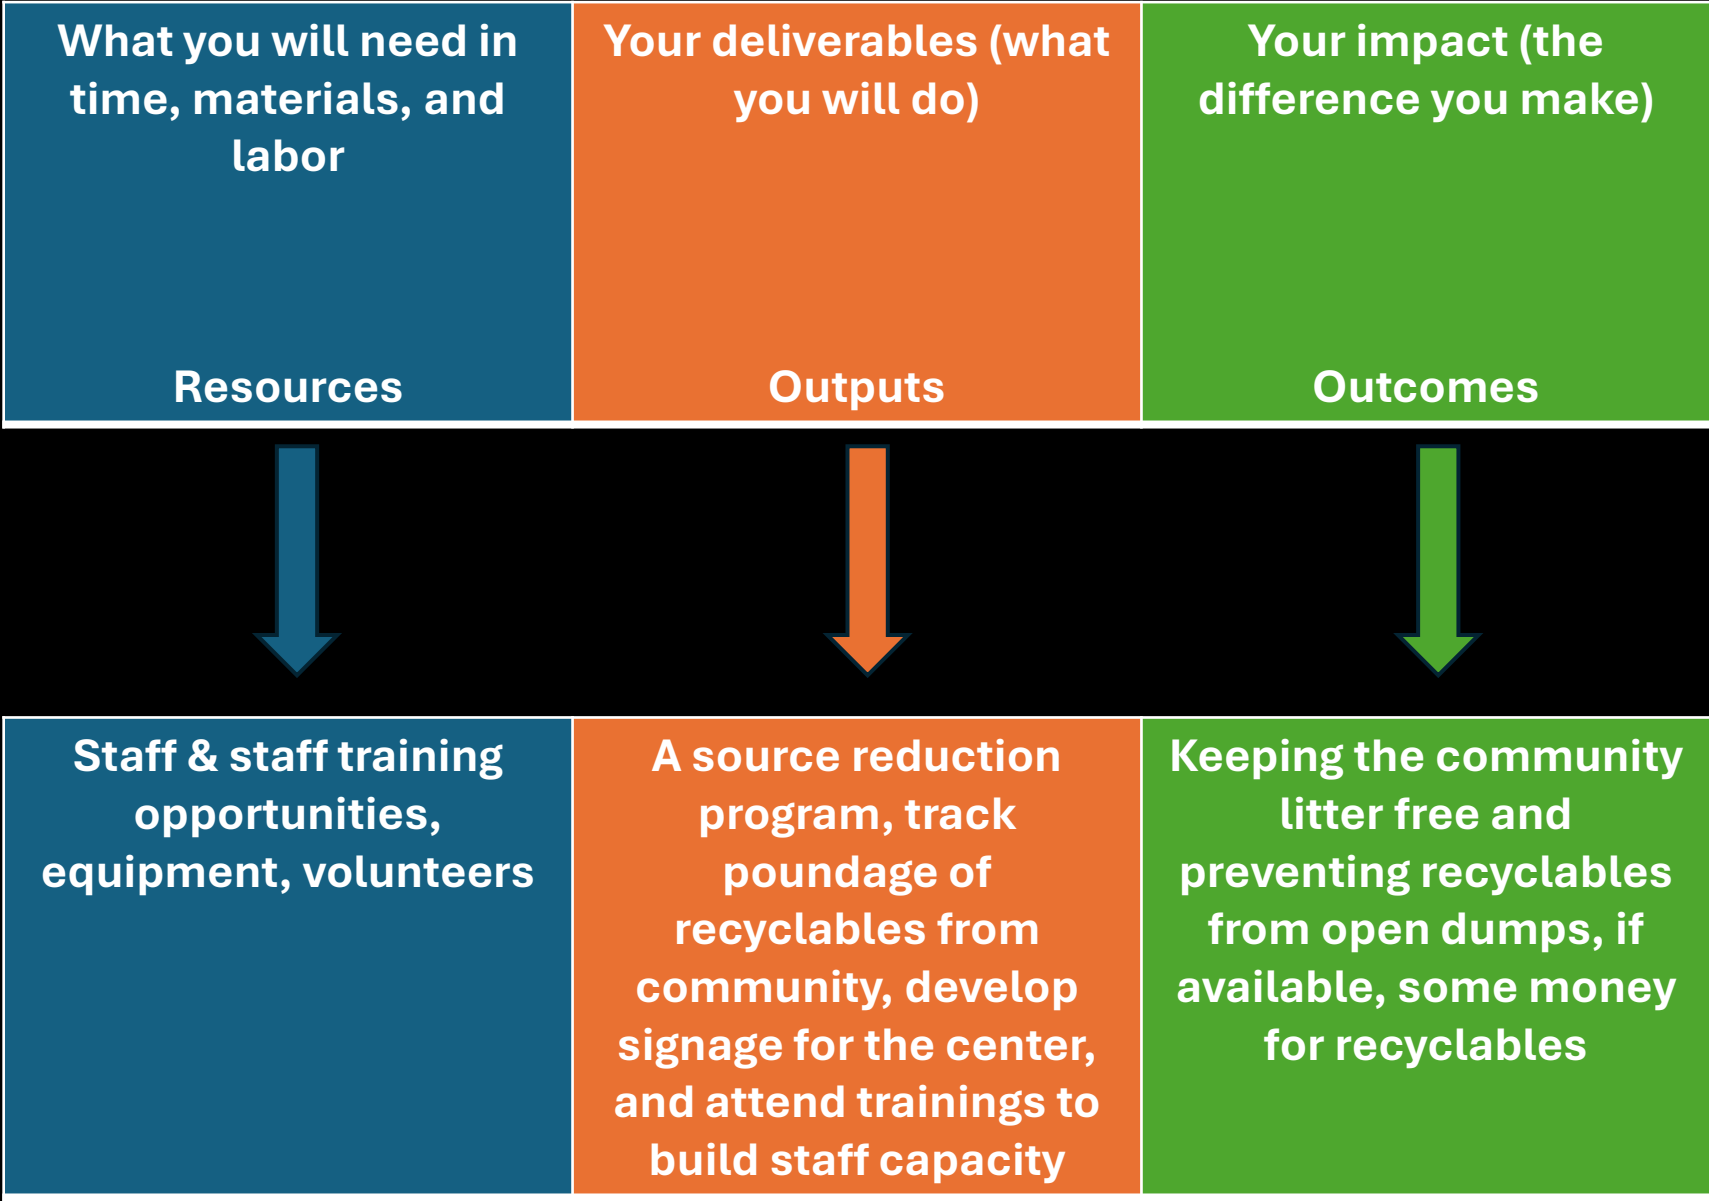 What you will need in
time, materials, and
labor
Resources
Your deliverables (what
you will do)
Outputs
Your impact (the
difference you make)
Outcomes
Staff & staff training
opportunities,
equipment, volunteers
A source reduction
program, track
poundage of
recyclables from
community, develop
signage for the center,
and attend trainings to
build staff capacity
Keeping the community
litter free and
preventing recyclables
from open dumps, if
available, some money
for recyclables